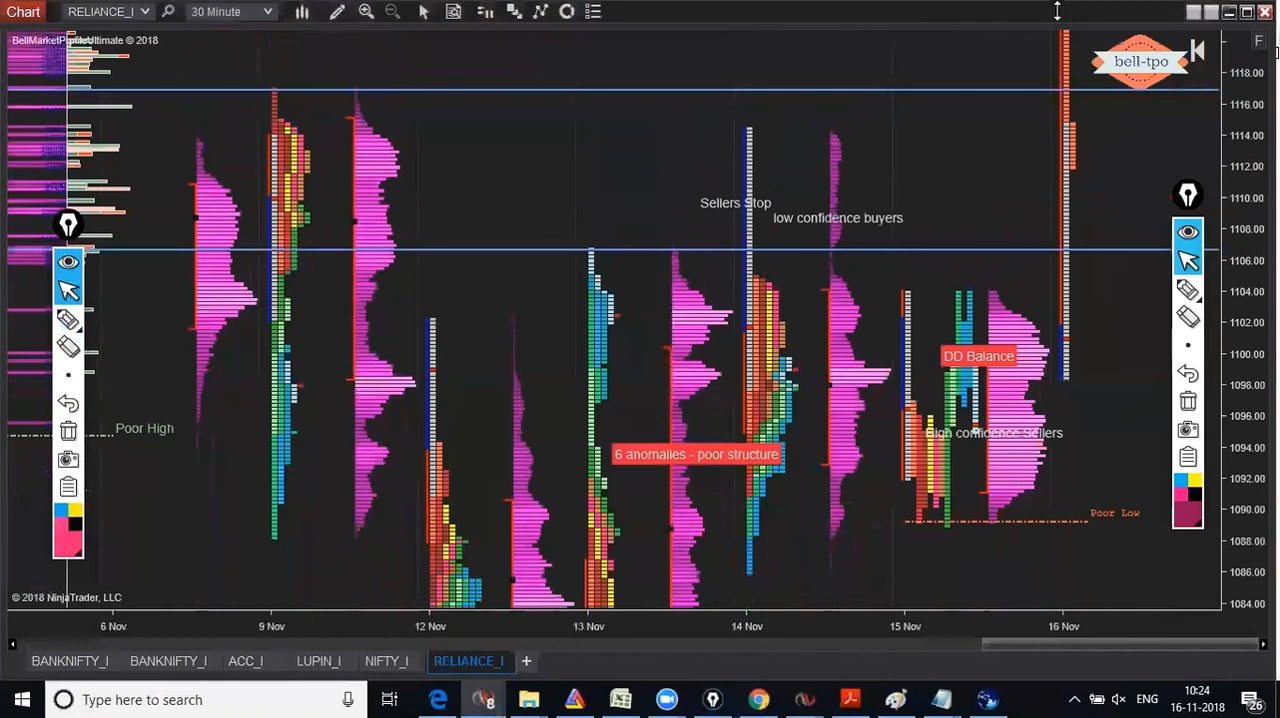 Chart RELIANCE_I 30 Minute
BellMarketProfileUltimate © 2018
F
bell-tpo
1118.00
1116.00
1114.00
1112.00
1110.00
1108.00
1106.00
1104.00
1102.00
1100.00
1098.00
1096.00
1094.00
1092.00
1090.00
1088.00
1086.00
1084.00
Sellers Stop
low confidence buyers
DD Balance
Poor High
High confidence Sellers
6 anomalies - poor structure
Poor Low
© 2018 NinjaTrader, LLC
6 Nov 9 Nov 12 Nov 13 Nov 14 Nov 15 Nov 16 Nov
BANKNIFTY_I BANKNIFTY_I ACC_I LUPIN_I NIFTY_I RELIANCE_I +
Type here to search
8
ENG
10:24
16-11-2018
26